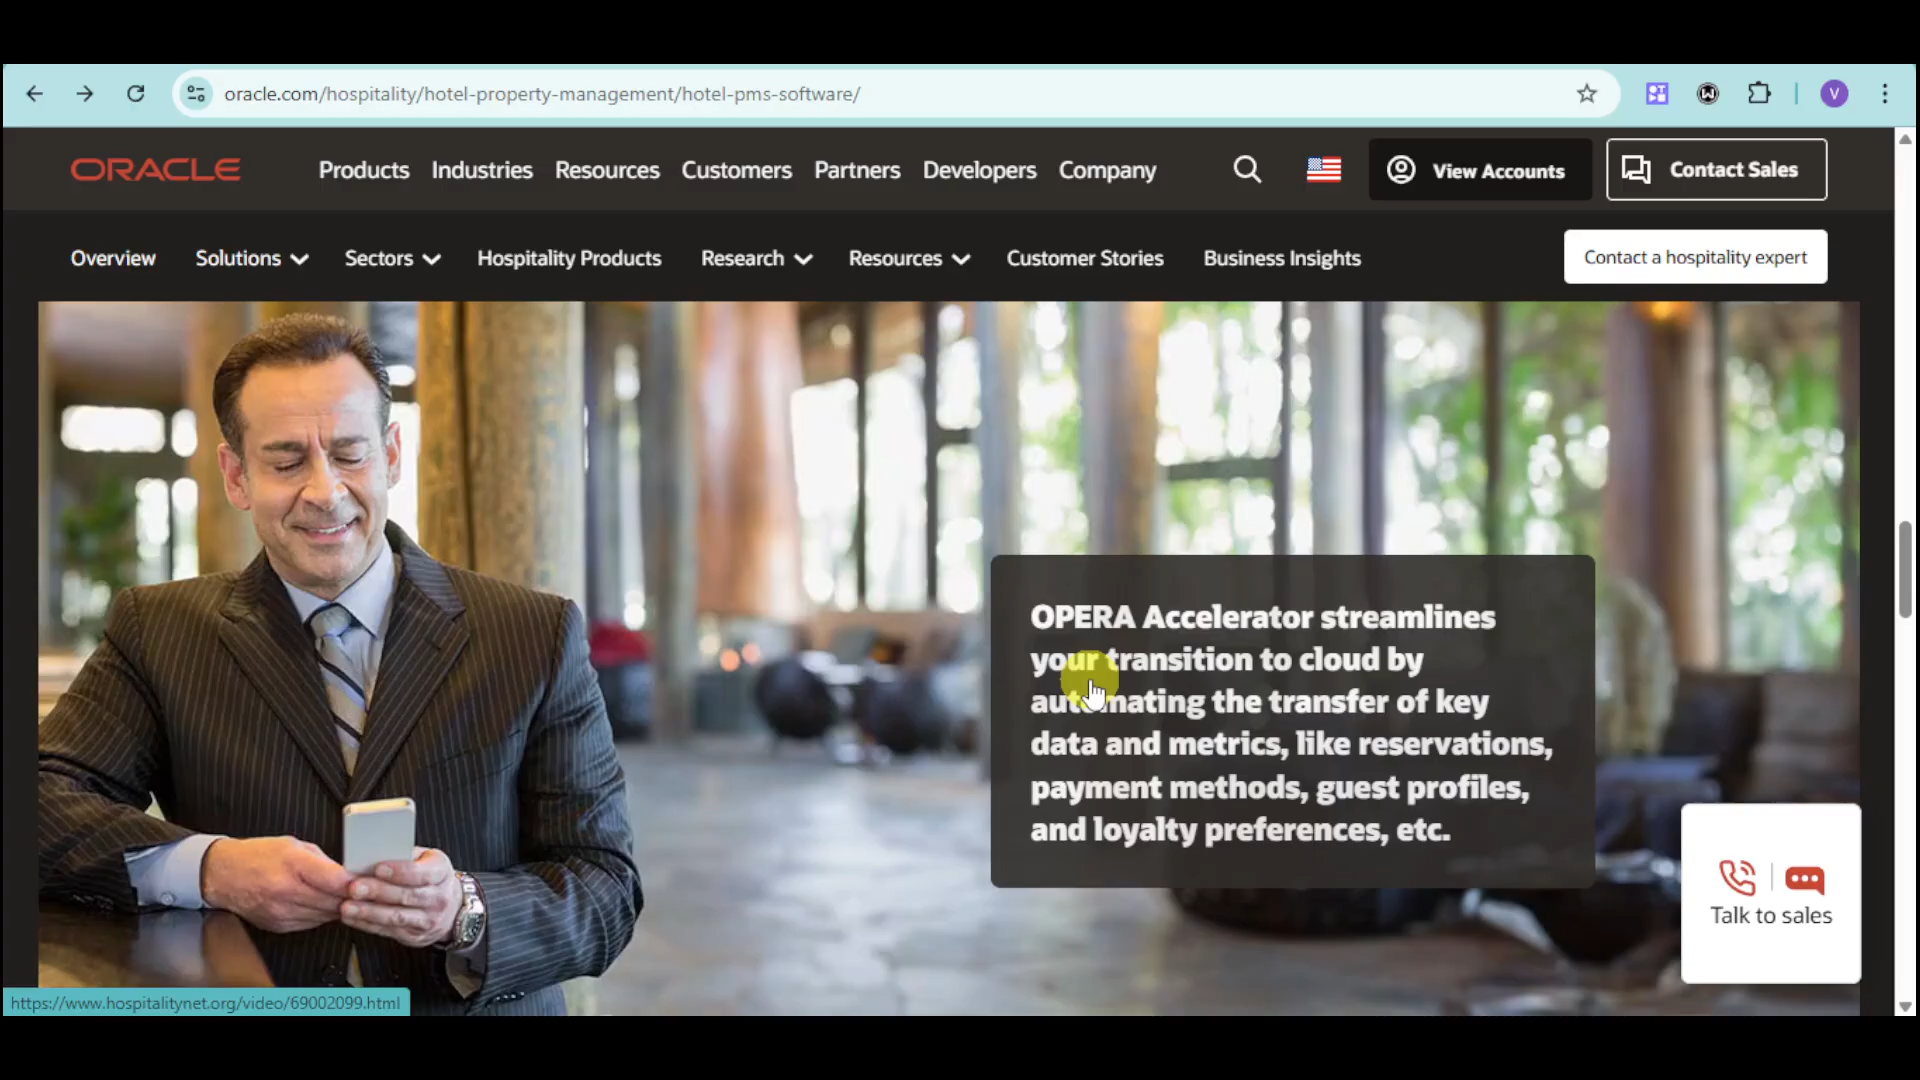 oracle.com/hospitality/hotel-property-management/hotel-pms-software/
V
ORACLE
Products Industries Resources Customers Partners Developers Company
View Accounts
Contact Sales
Overview Solutions Sectors Hospitality Products Research Resources Customer Stories Business Insights
Contact a hospitality expert
OPERA Accelerator streamlines
your transition to cloud by
automating the transfer of key
data and metrics, like reservations,
payment methods, guest profiles,
and loyalty preferences, etc.
Talk to sales
https://www.hospitalitynet.org/video/69002099.html